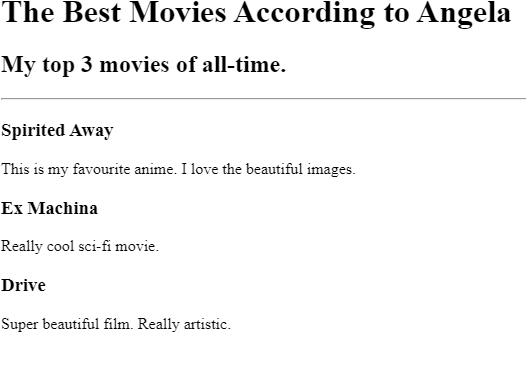 The Best Movies According to Angela
My top 3 movies of all-time.
Spirited Away
This is my favourite anime. I love the beautiful images.
Ex Machina
Really cool sci-fi movie.
Drive
Super beautiful film. Really artistic.